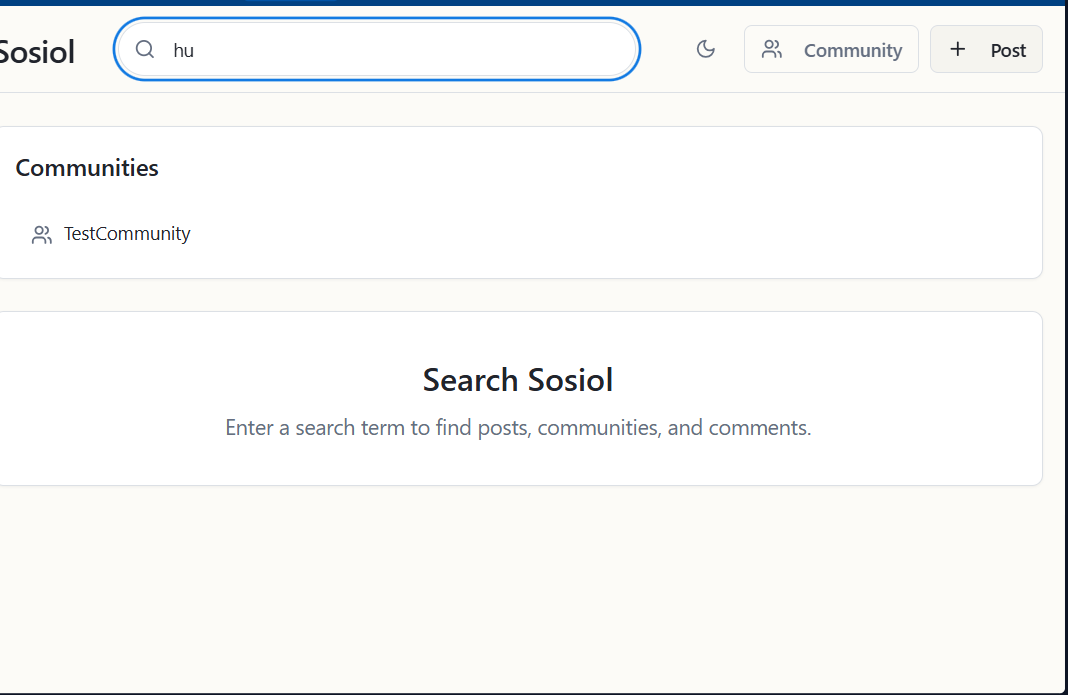 Sosiol
hu
Community
Post
Communities
TestCommunity
Search Sosiol
Enter a search term to find posts, communities, and comments.